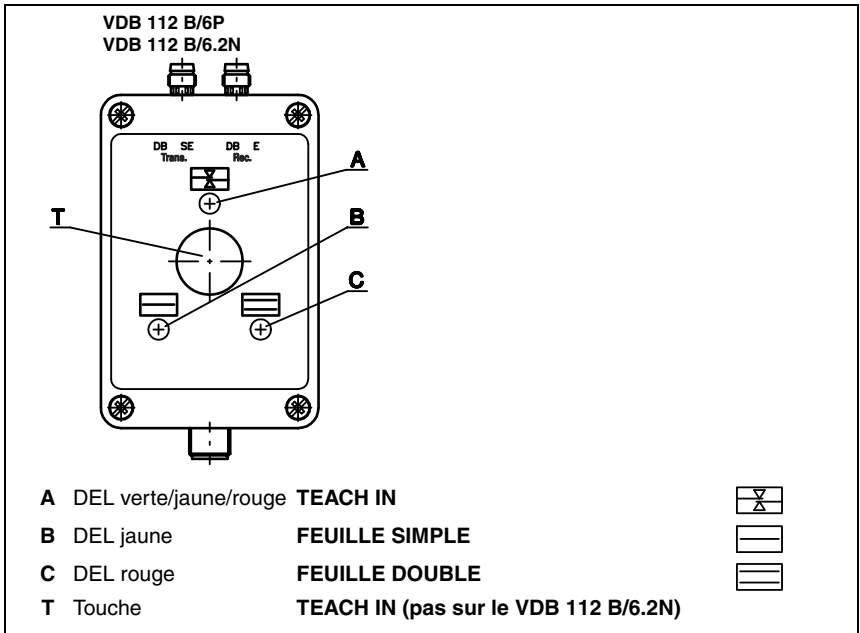 VDB 112 B/6P
VDB 112 B/6.2N
DB SE DB E
Trans. Rec.
A
T
B
C
A DEL verte/jaune/rouge TEACH IN
B DEL jaune FEUILLE SIMPLE
C DEL rouge FEUILLE DOUBLE
T Touche TEACH IN (pas sur le VDB 112 B/6.2N)